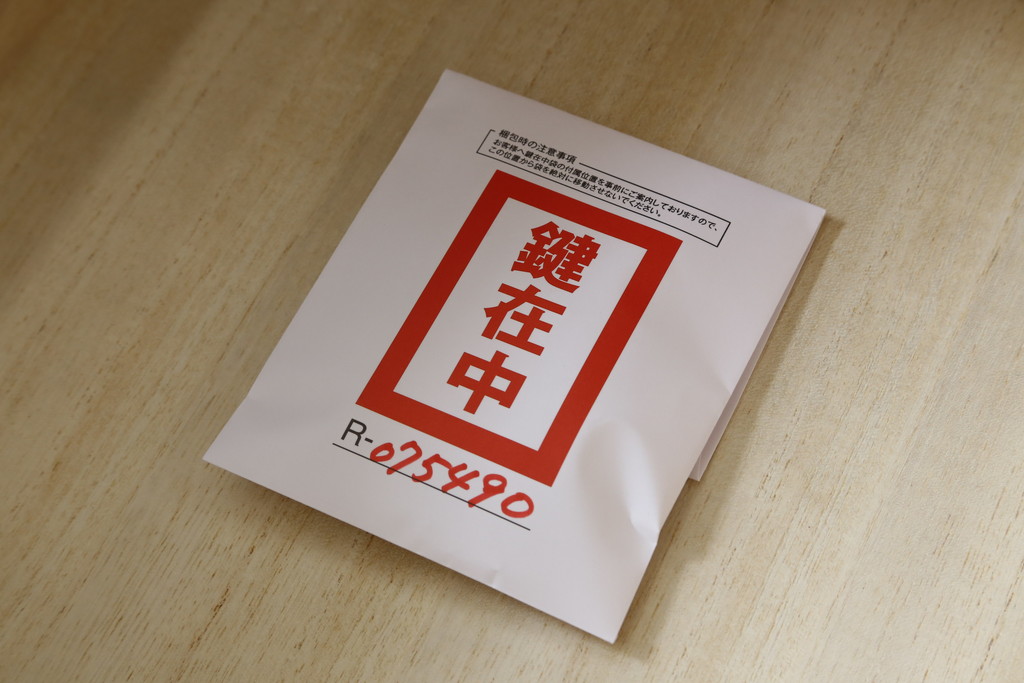 梱包時の注意事項
お客様へ鍵在中袋の付属位置を事前にご案内しておりますので、
この位置から袋を絶対に移動させないでください。
鍵在中
R-075490